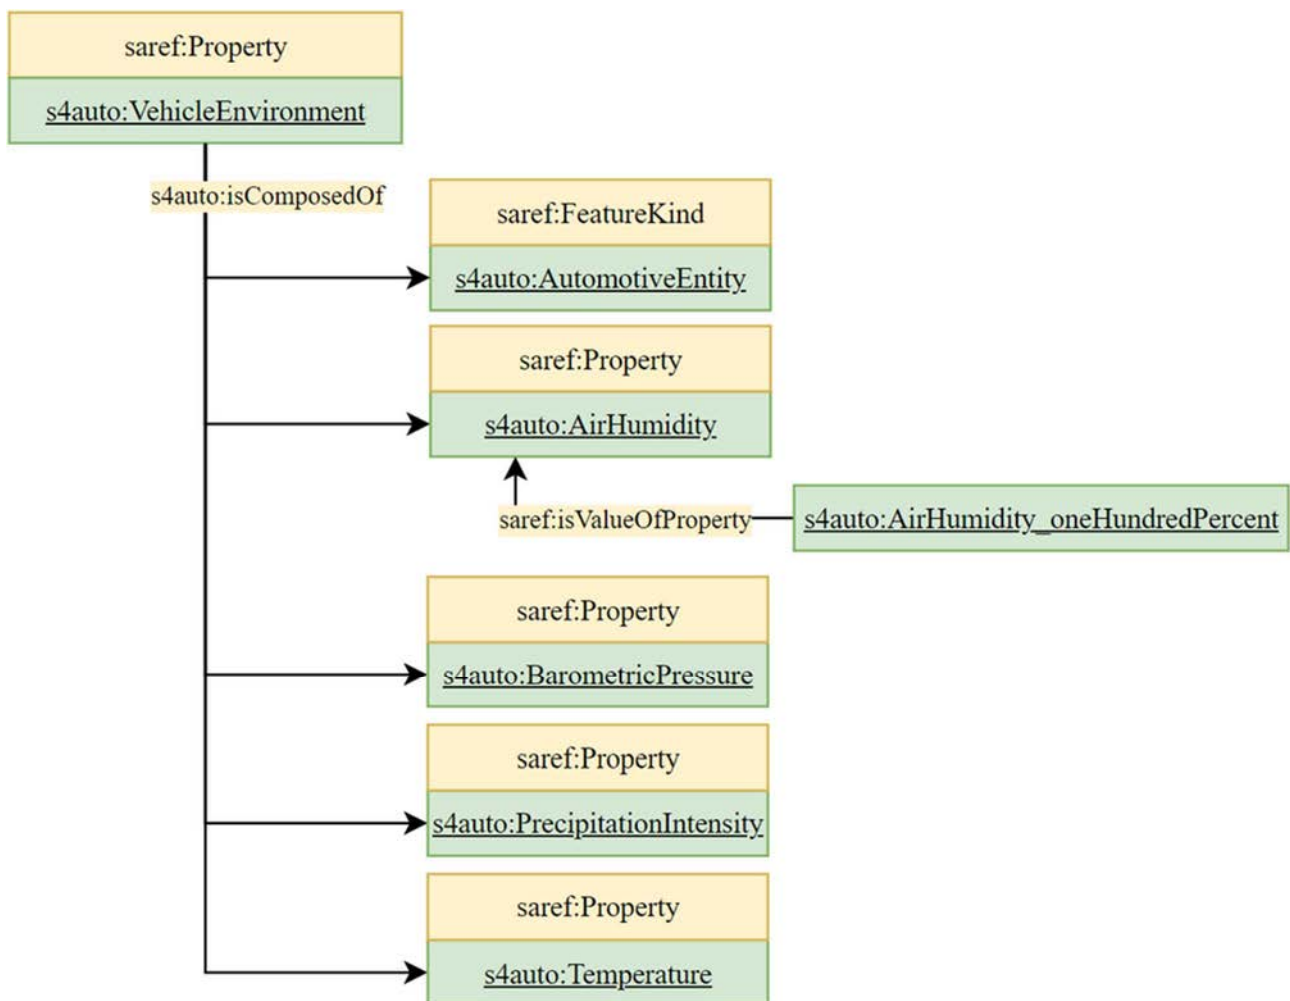 saref:Property
s4auto:VehicleEnvironment
s4auto:isComposedOf
saref:FeatureKind
s4auto:AutomotiveEntity
saref:Property
s4auto:AirHumidity
saref:isValueOfProperty
s4auto:AirHumidity_oneHundredPercent
saref:Property
s4auto:BarometricPressure
saref:Property
s4auto:PrecipitationIntensity
saref:Property
s4auto:Temperature